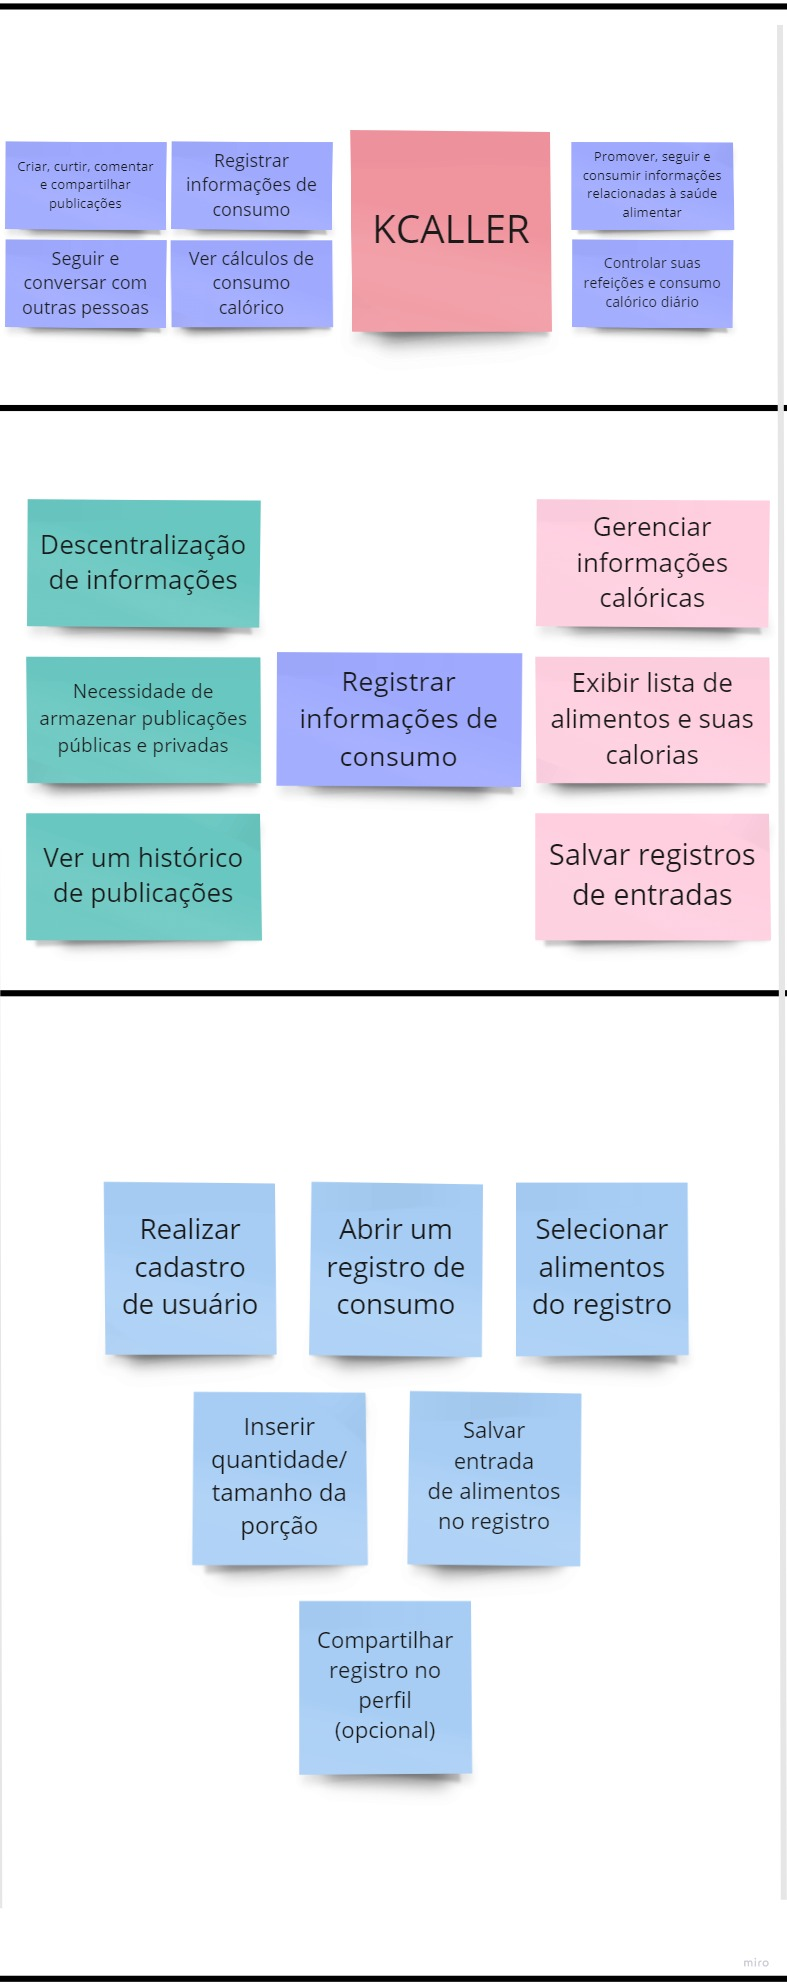 Criar, curtir, comentar
e compartilhar
publicações
Registrar
informações de
consumo
Seguir e
conversar com
outras pessoas
Ver cálculos de
consumo
calórico
KCALLER
Promover, seguir e
consumir informações
relacionadas à saúde
alimentar
Controlar suas
refeições e consumo
calórico diário
Descentralização
de informações
Necessidade de
armazenar publicações
públicas e privadas
Ver um histórico
de publicações
Registrar
informações de
consumo
Gerenciar
informações
calóricas
Exibir lista de
alimentos e suas
calorias
Salvar registros
de entradas
Realizar
cadastro
de usuário
Abrir um
registro de
consumo
Selecionar
alimentos
do registro
Inserir
quantidade/
tamanho da
porção
Salvar
entrada
de alimentos
no registro
Compartilhar
registro no
perfil
(opcional)
miro